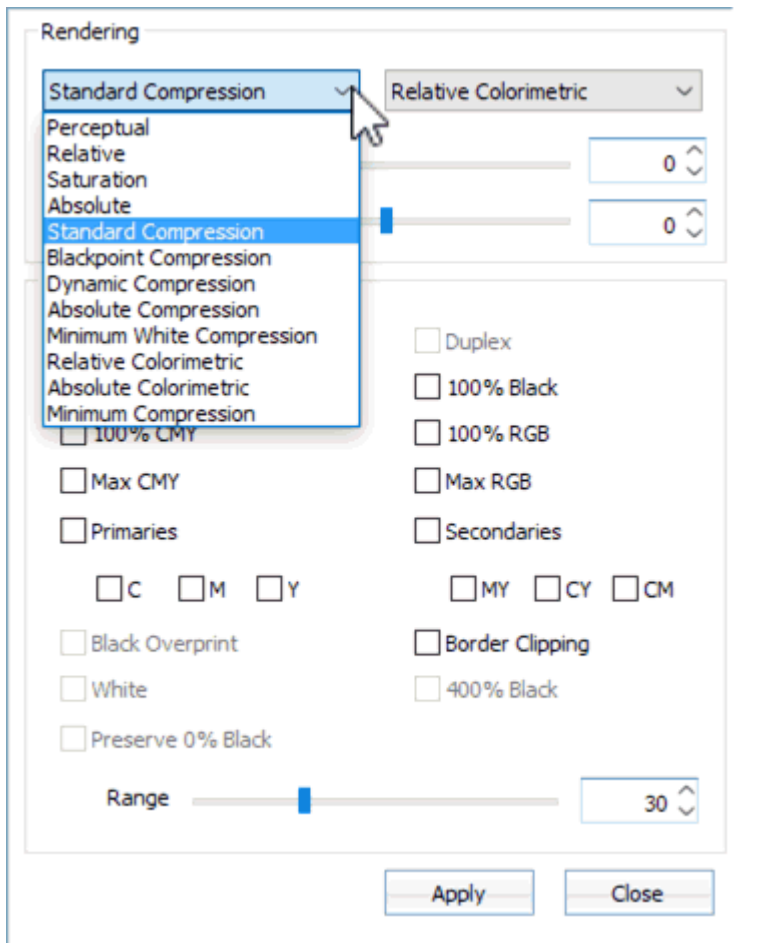 Rendering
Standard Compression Relative Colorimetric
Perceptual
Relative
Saturation
Absolute
Standard Compression
Blackpoint Compression
Dynamic Compression
Absolute Compression
Minimum White Compression
Relative Colorimetric
Absolute Colorimetric
Minimum Compression
0
0
Duplex
100% Black
100% CMY 100% RGB
Max CMY Max RGB
Primaries Secondaries
C M Y MY CY CM
Black Overprint Border Clipping
White 400% Black
Preserve 0% Black
Range 30
Apply Close